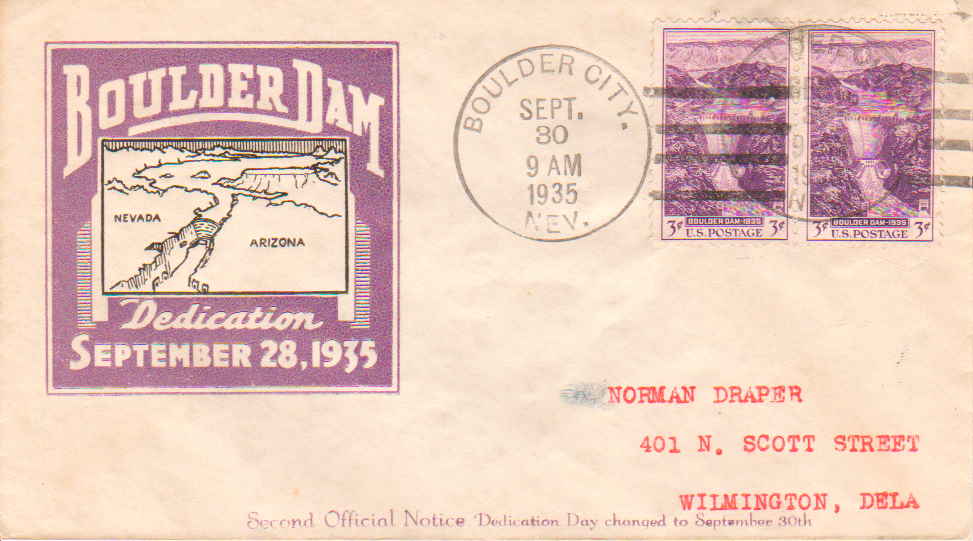 BOULDER DAM
NEVADA
ARIZONA
Dedication
SEPTEMBER 28, 1935
BOULDER CITY.
SEPT.
30
9 AM
1935
NEV.
3¢ BOULDER DAM-1935 3¢
U.S. POSTAGE
3¢ BOULDER DAM-1935 3¢
U.S. POSTAGE
NORMAN DRAPER
401 N. SCOTT STREET
WILMINGTON, DELA
Second Official Notice Dedication Day changed to September 30th